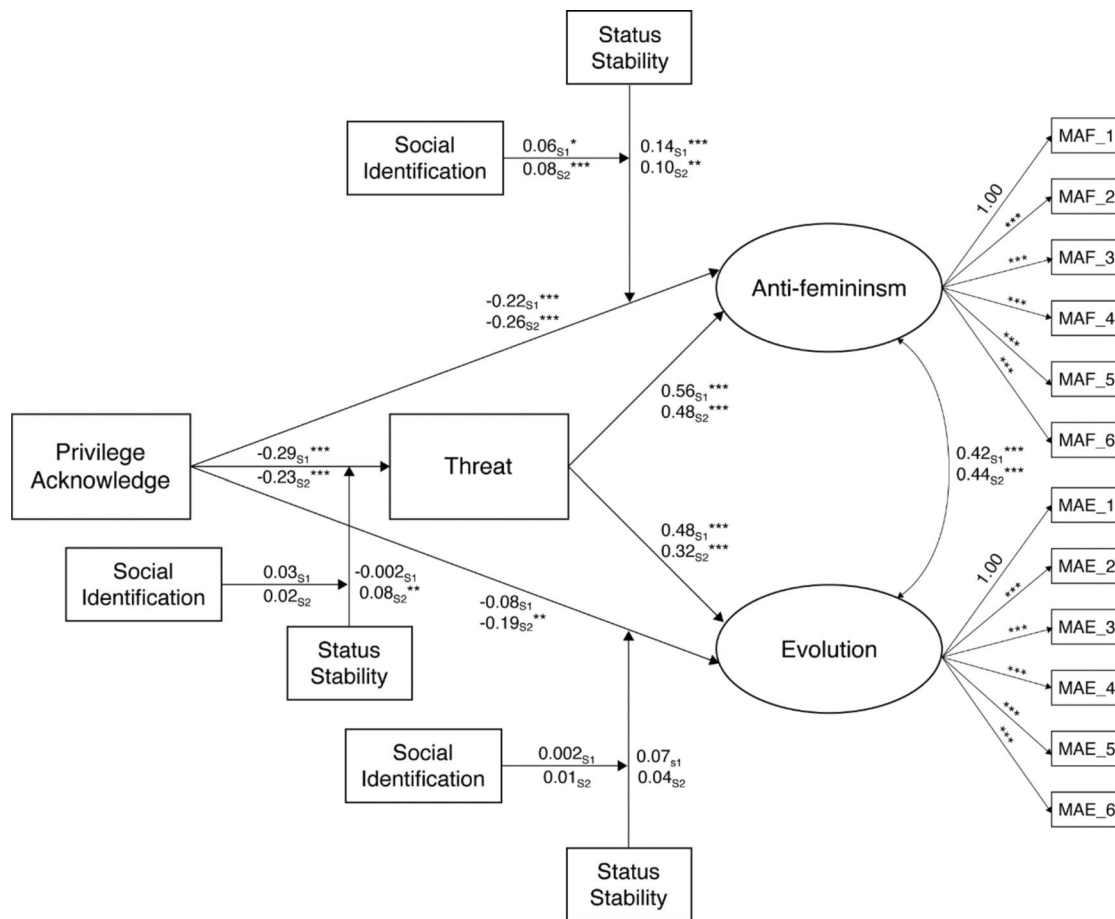 Status
Stability
Social
Identification
0.06S1*
0.08S2***
0.14S1***
0.10S2**
MAF_1
MAF_2
MAF_3
MAF_4
MAF_5
MAF_6
1.00
***
***
***
***
***
Anti-femininsm
-0.22S1***
-0.26S2***
0.56S1***
0.48S2***
Privilege
Acknowledge
-0.29S1***
-0.23S2***
Threat
0.42S1***
0.44S2***
0.48S1***
0.32S2***
Social
Identification
0.03S1
0.02S2
-0.002S1
0.08S2**
Status
Stability
-0.08S1
-0.19S2**
Evolution
MAE_1
MAE_2
MAE_3
MAE_4
MAE_5
MAE_6
1.00
***
***
***
***
***
Social
Identification
0.002S1
0.01S2
0.07s1
0.04S2
Status
Stability